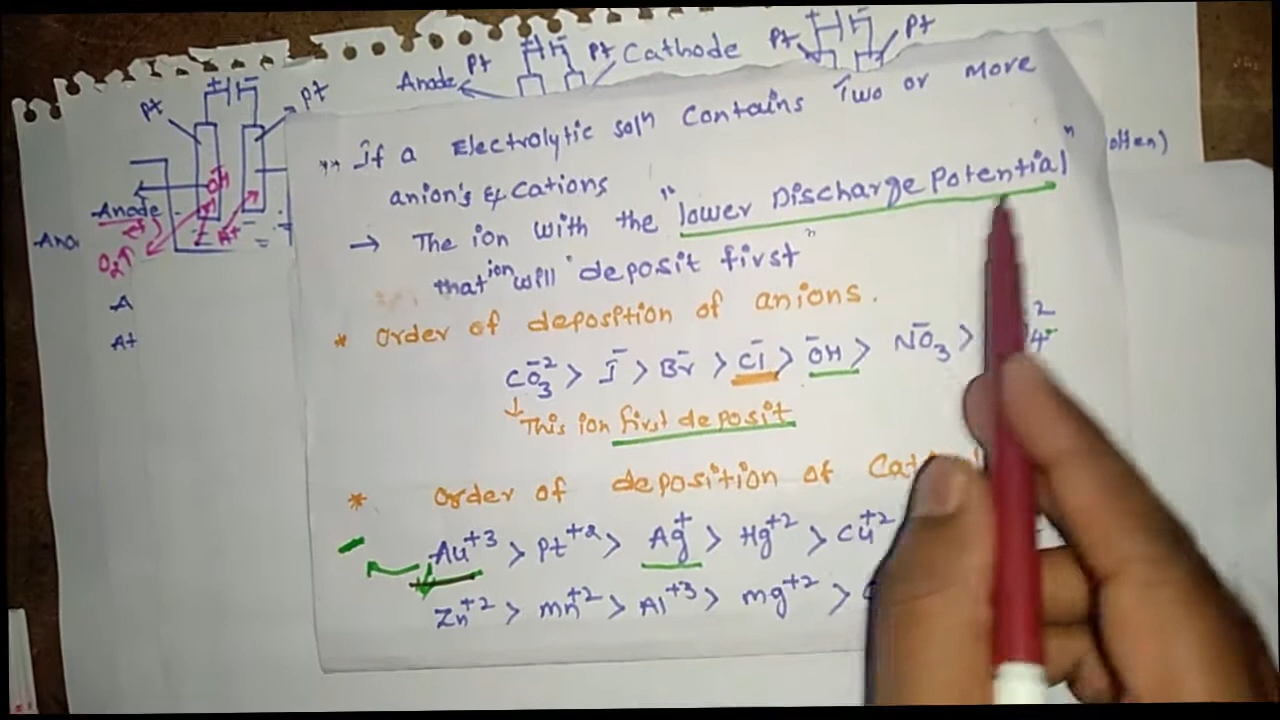 Pt Pt Cathode Pt Pt
Anode
Pt Pt
** If a Electrolytic solⁿ Contains Two or more
anion's & Cations
→ The ion with the "lower Discharge Potential"
that ion will "deposit first"
* Order of deposition of anions.
CO₃⁻² > I⁻ > Br⁻ > Cl⁻ > OH⁻ > NO₃⁻ >
↓ This ion first deposit
* Order of deposition of
Au⁺³ > Pt⁺² > Ag⁺ > Hg⁺² > Cu⁺²
Zn⁺² > mn⁺² > Al⁺³ > mg⁺² >
OH
Anode
A⁺
O₂↑
A
At